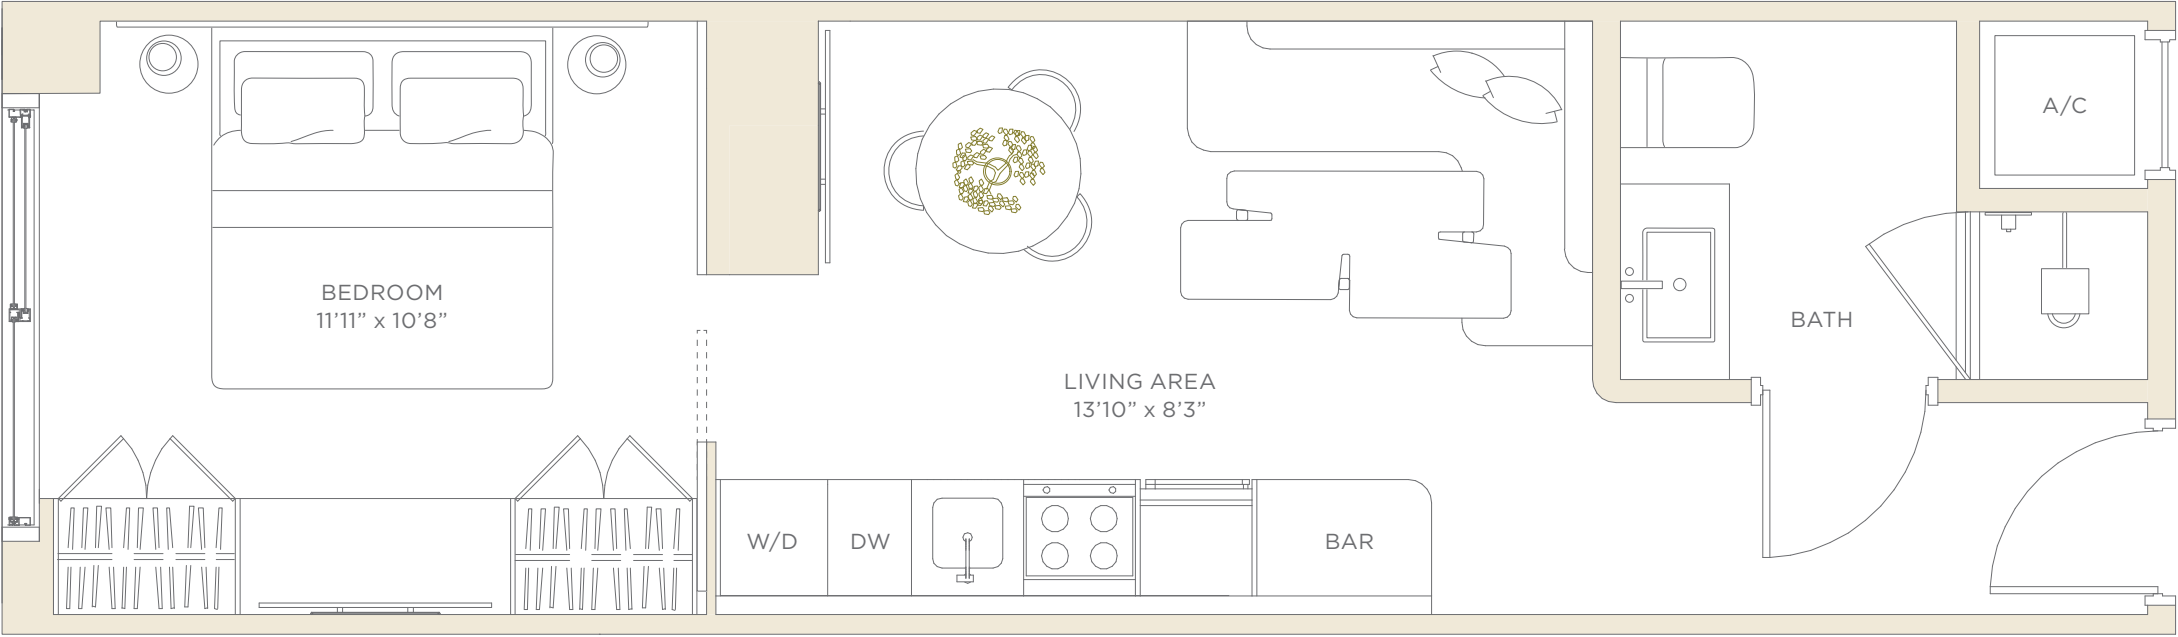 A/C
BEDROOM
11’11” x 10’8”
BATH
LIVING AREA
13’10” x 8’3”
W/D
DW
BAR